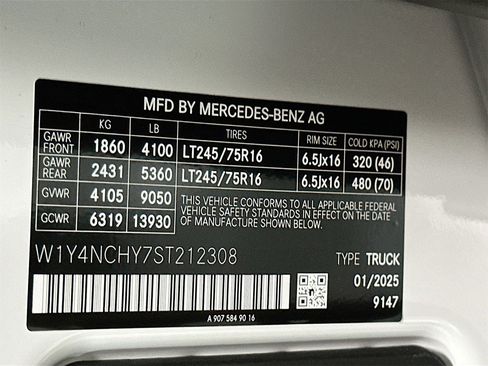 MFD BY MERCEDES-BENZ AG
KG LB TIRES RIM SIZE COLD KPA (PSI)
GAWR FRONT 1860 4100 LT245/75R16 6.5Jx16 320 (46)
GAWR REAR 2431 5360 LT245/75R16 6.5Jx16 480 (70)
GVWR 4105 9050
GCWR 6319 13930
THIS VEHICLE CONFORMS TO ALL APPLICABLE FEDERAL
VEHICLE SAFETY STANDARDS IN EFFECT ON THE DATE
OF MANUFACTURE SHOWN ABOVE.
W1Y4NCHY7ST212308
TYPE TRUCK
01/2025
9147
A 907 584 90 16